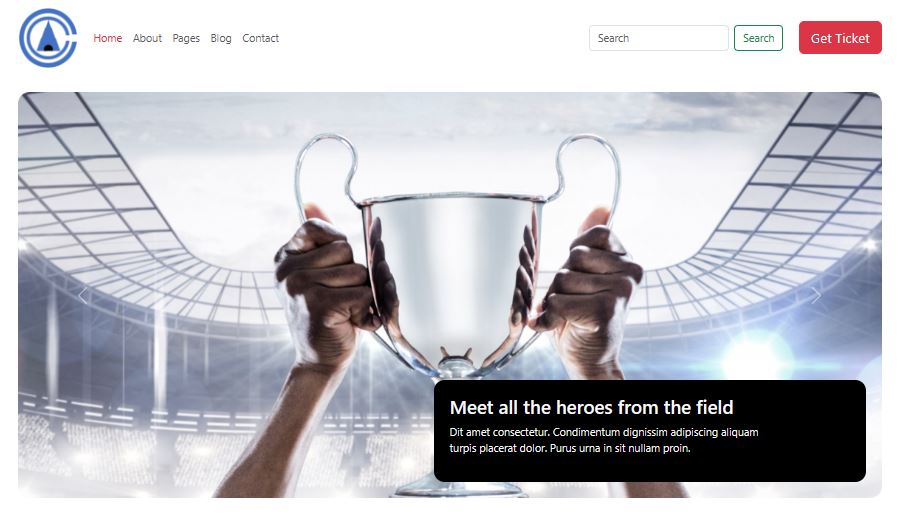 Home About Pages Blog Contact Search Search Get Ticket
Meet all the heroes from the field
Dit amet consectetur. Condimentum dignissim adipiscing aliquam
turpis placerat dolor. Purus urna in sit nullam proin.